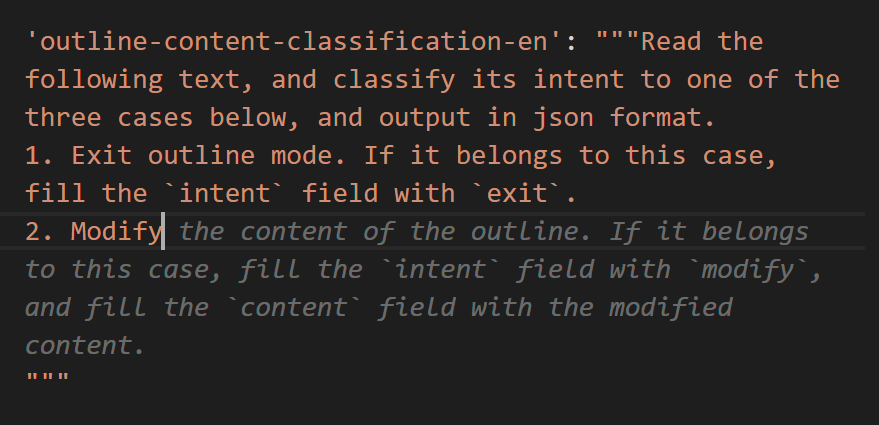 'outline-content-classification-en': """Read the
following text, and classify its intent to one of the
three cases below, and output in json format.
1. Exit outline mode. If it belongs to this case,
fill the `intent` field with `exit`.
2. Modify the content of the outline. If it belongs
to this case, fill the `intent` field with `modify`,
and fill the `content` field with the modified
content.
"""